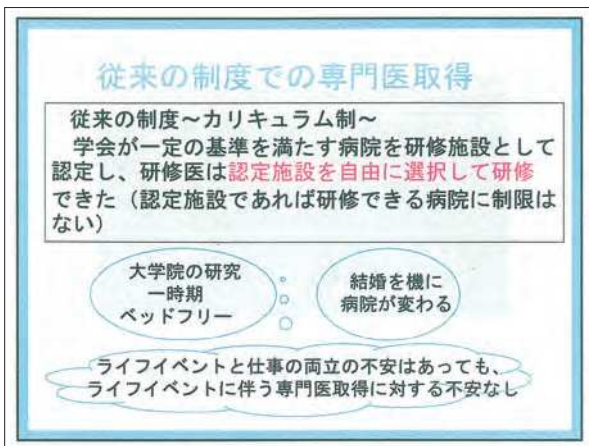 従来の制度での専門医取得
従来の制度~カリキュラム制~
学会が一定の基準を満たす病院を研修施設として
認定し、研修医は認定施設を自由に選択して研修
できた(認定施設であれば研修できる病院に制限は
ない)
大学院の研究
一時期
ベッドフリー
結婚を機に
病院が変わる
ライフイベントと仕事の両立の不安はあっても、
ライフイベントに伴う専門医取得に対する不安なし